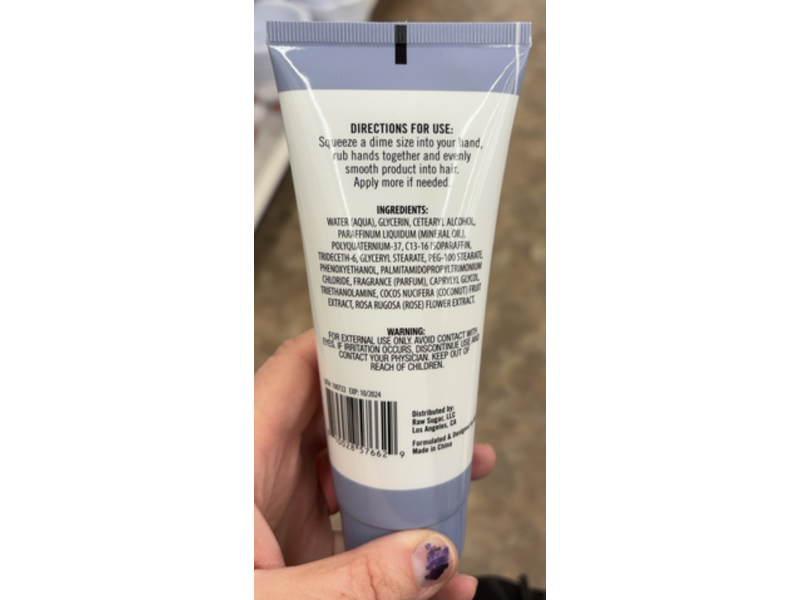 DIRECTIONS FOR USE:
Squeeze a dime size into your hand,
rub hands together and evenly
smooth product into hair.
Apply more if needed.
INGREDIENTS:
WATER (AQUA), GLYCERIN, CETEARYL ALCOHOL,
PARAFFINUM LIQUIDUM (MINERAL OIL),
POLYQUATERNIUM-37, C13-16 ISOPARAFFIN,
TRIDECETH-6, GLYCERYL STEARATE, PEG-100 STEARATE,
PHENOXYETHANOL, PALMITAMIDOPROPYLTRIMONIUM
CHLORIDE, FRAGRANCE (PARFUM), CAPRYLYL GLYCOL,
TRIETHANOLAMINE, COCOS NUCIFERA (COCONUT) FRUIT
EXTRACT, ROSA RUGOSA (ROSE) FLOWER EXTRACT.
WARNING:
FOR EXTERNAL USE ONLY. AVOID CONTACT WITH
EYES. IF IRRITATION OCCURS, DISCONTINUE USE AND
CONTACT YOUR PHYSICIAN. KEEP OUT OF
REACH OF CHILDREN.
EXP: 10/2024
Distributed by:
Raw Sugar, LLC
Los Angeles, CA
Formulated &
Made in China
57662 9